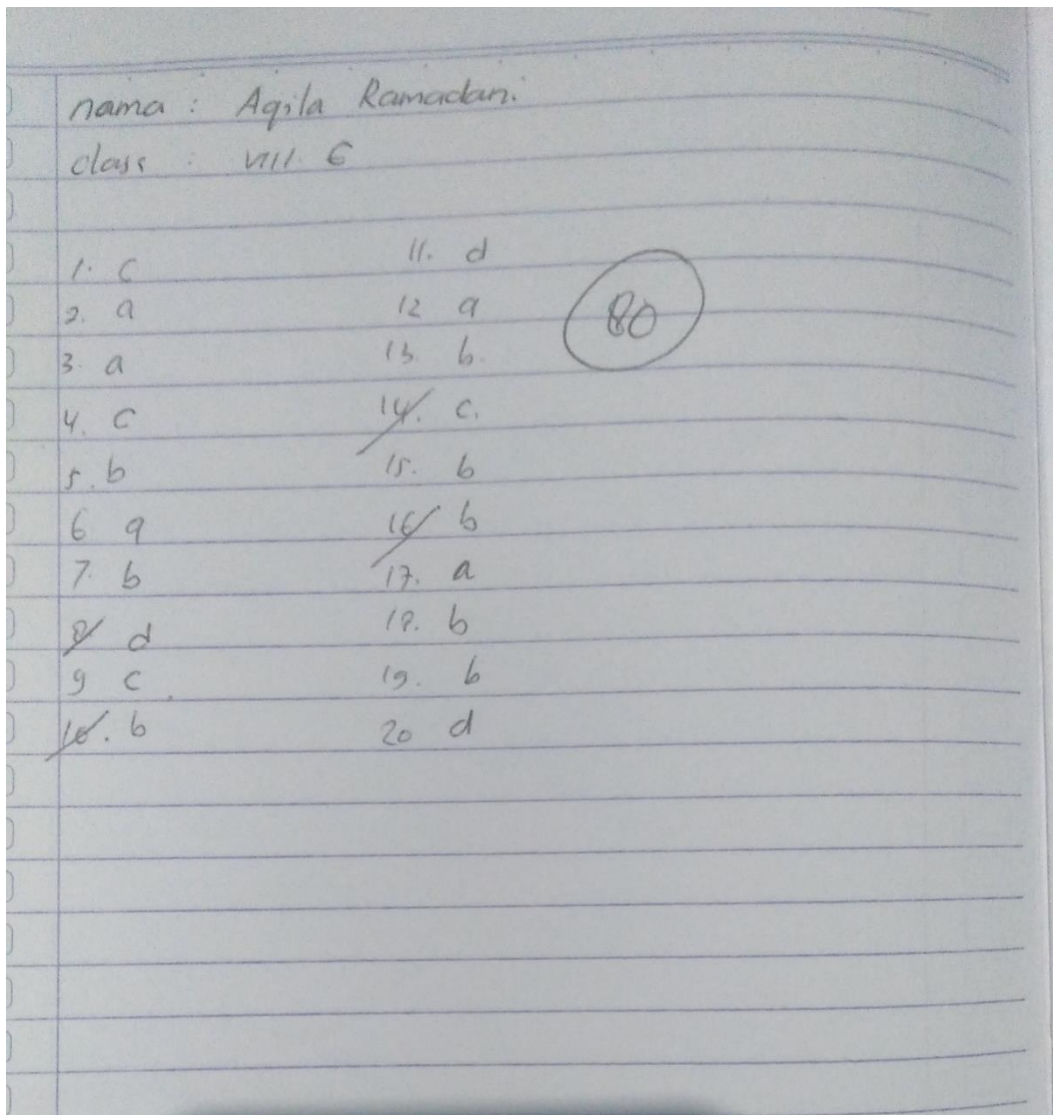 nama : Aqila Ramadani
class : VIII. 6
1. c
2. a
3. a
4. c
5. b
6 a
7. b
8 d
9 c
10. b
11. d
12 a
13. b.
14. c.
15. b
16 b
17. a
18. b
19. b
20 d
80